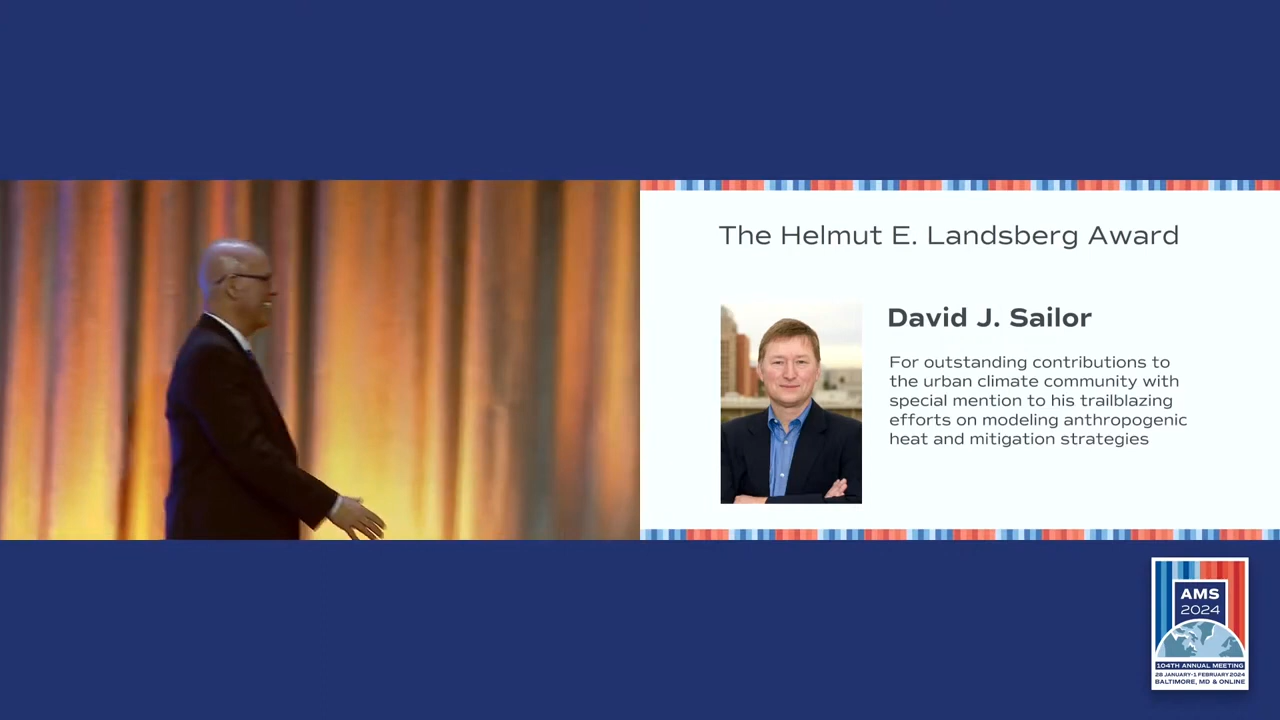 The Helmut E. Landsberg Award
David J. Sailor
For outstanding contributions to
the urban climate community with
special mention to his trailblazing
efforts on modeling anthropogenic
heat and mitigation strategies
AMS
2024
104TH ANNUAL MEETING
28 JANUARY-1 FEBRUARY 2024
BALTIMORE, MD & ONLINE